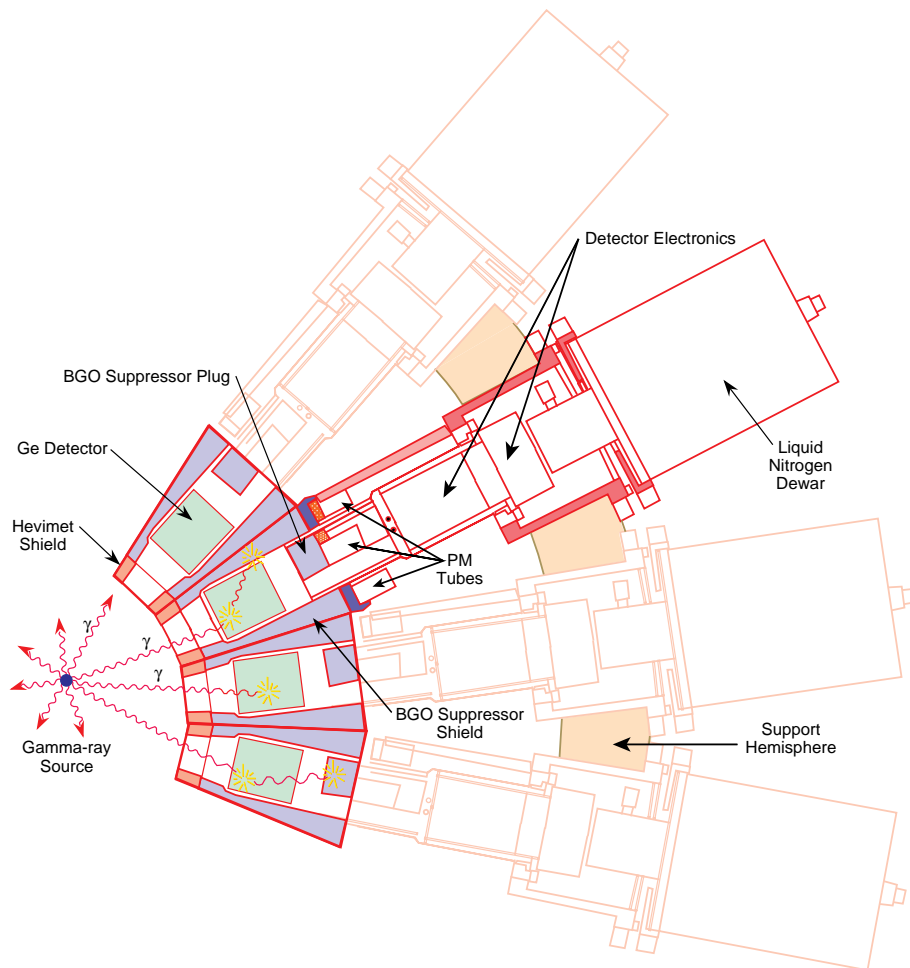 Detector Electronics
BGO Suppressor Plug
Ge Detector
Liquid
Nitrogen
Dewar
Hevimet
Shield
PM
Tubes
γ
γ
γ
BGO Suppressor
Shield
Gamma-ray
Source
Support
Hemisphere